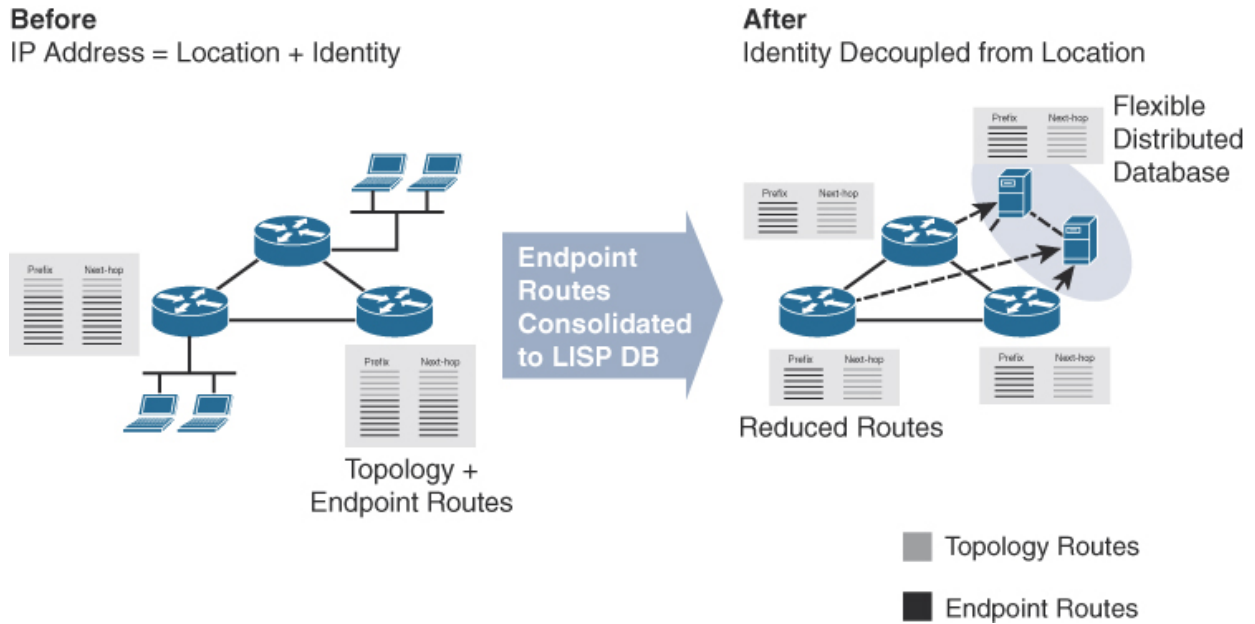 Before
IP Address = Location + Identity
Prefix Next-hop
Prefix Next-hop
Topology +
Endpoint Routes
Endpoint
Routes
Consolidated
to LISP DB
After
Identity Decoupled from Location
Prefix Next-hop
Flexible
Distributed
Database
Prefix Next-hop
Prefix Next-hop
Prefix Next-hop
Reduced Routes
Topology Routes
Endpoint Routes